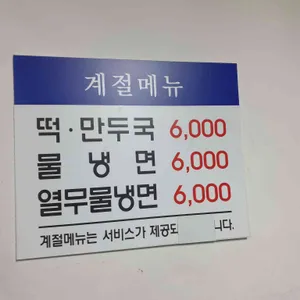 계절메뉴
떡·만두국 6,000
물냉면 6,000
열무물냉면 6,000
계절메뉴는 서비스가 제공되 니다.